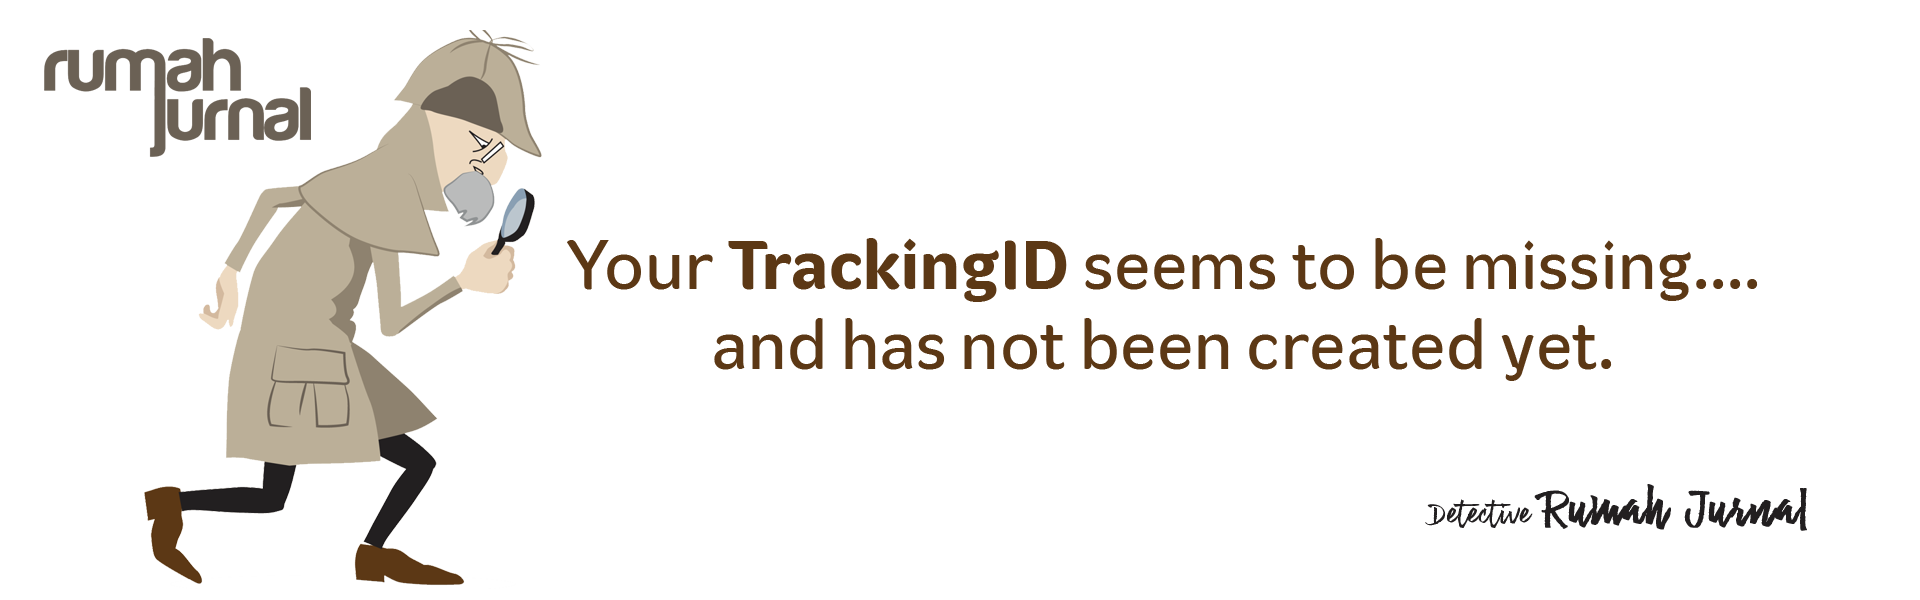 rumah
jurnal
Your TrackingID seems to be missing....
and has not been created yet.
Detective Rumah Jurnal